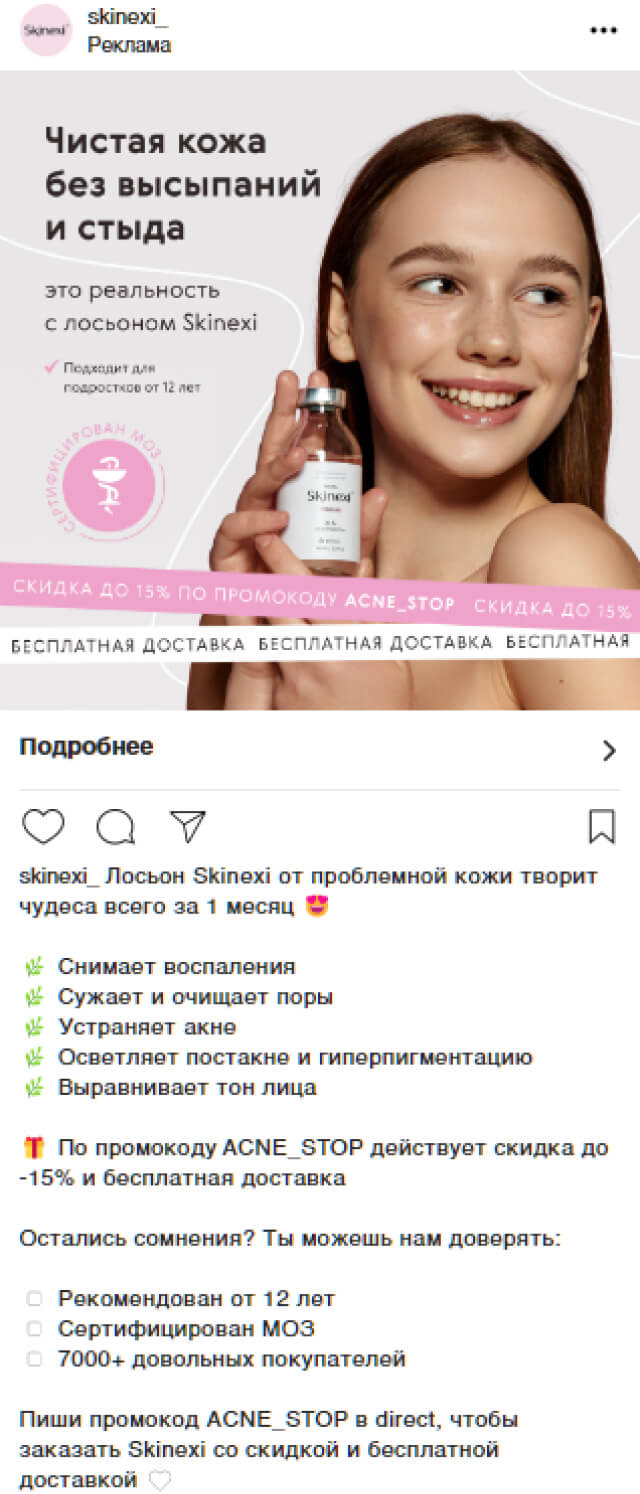 Skinexi
skinexi_
Реклама
Чистая кожа
без высыпаний
и стыда
это реальность
с лосьоном Skinexi
Подходит для
подростков от 12 лет
СЕРТИФИЦИРОВАН МОЗ
Skinexi
СКИДКА ДО 15% ПО ПРОМОКОДУ ACNE_STOP СКИДКА ДО 15%
БЕСПЛАТНАЯ ДОСТАВКА БЕСПЛАТНАЯ ДОСТАВКА БЕСПЛАТНАЯ
Подробнее
skinexi_ Лосьон Skinexi от проблемной кожи творит
чудеса всего за 1 месяц 😍
🌿 Снимает воспаления
🌿 Сужает и очищает поры
🌿 Устраняет акне
🌿 Осветляет постакне и гиперпигментацию
🌿 Выравнивает тон лица
🎁 По промокоду ACNE_STOP действует скидка до
-15% и бесплатная доставка
Остались сомнения? Ты можешь нам доверять:
Рекомендован от 12 лет
Сертифицирован МОЗ
7000+ довольных покупателей
Пиши промокод ACNE_STOP в direct, чтобы
заказать Skinexi со скидкой и бесплатной
доставкой 🤍